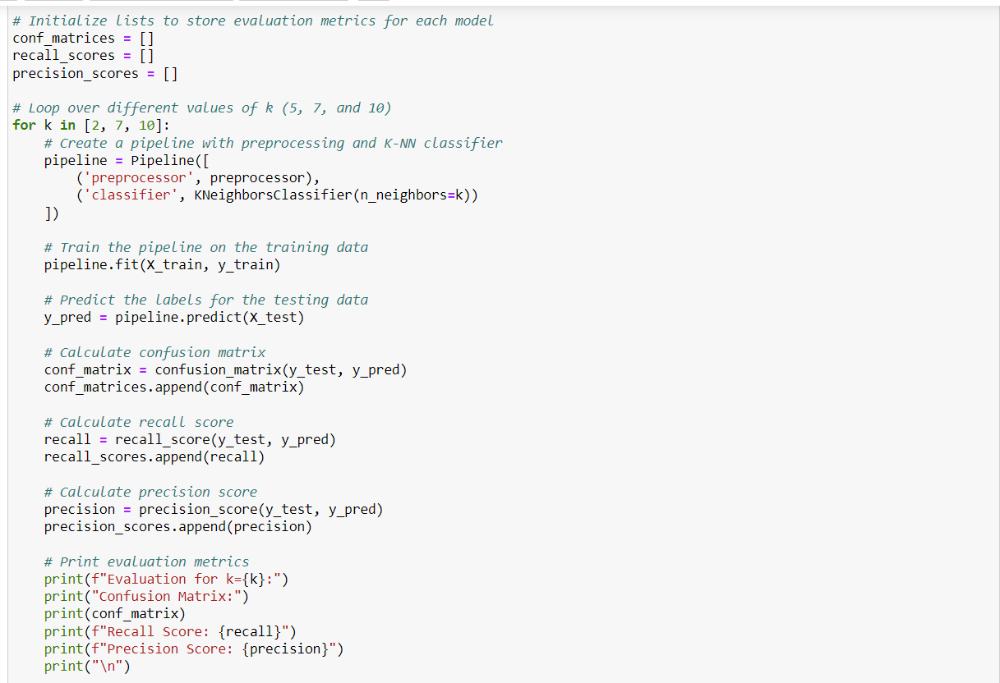 # Initialize lists to store evaluation metrics for each model
conf_matrices = []
recall_scores = []
precision_scores = []

# Loop over different values of k (5, 7, and 10)
for k in [2, 7, 10]:
    # Create a pipeline with preprocessing and K-NN classifier
    pipeline = Pipeline([
        ('preprocessor', preprocessor),
        ('classifier', KNeighborsClassifier(n_neighbors=k))
    ])

    # Train the pipeline on the training data
    pipeline.fit(X_train, y_train)

    # Predict the labels for the testing data
    y_pred = pipeline.predict(X_test)

    # Calculate confusion matrix
    conf_matrix = confusion_matrix(y_test, y_pred)
    conf_matrices.append(conf_matrix)

    # Calculate recall score
    recall = recall_score(y_test, y_pred)
    recall_scores.append(recall)

    # Calculate precision score
    precision = precision_score(y_test, y_pred)
    precision_scores.append(precision)

    # Print evaluation metrics
    print(f"Evaluation for k={k}:")
    print("Confusion Matrix:")
    print(conf_matrix)
    print(f"Recall Score: {recall}")
    print(f"Precision Score: {precision}")
    print("\n")